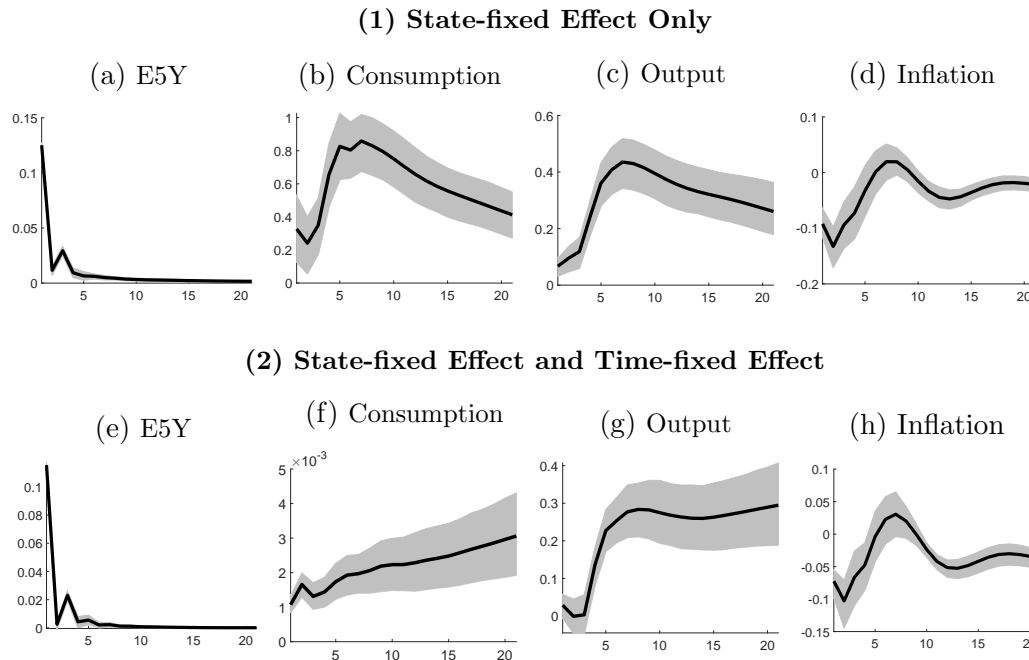 (1) State-fixed Effect Only
(a) E5Y
(b) Consumption
(c) Output
(d) Inflation
0.15
0.1
0.05
0
5 10 15 20
1
0.8
0.6
0.4
0.2
0
5 10 15 20
0.6
0.4
0.2
0
5 10 15 20
0.1
0
-0.1
-0.2
5 10 15 20
(2) State-fixed Effect and Time-fixed Effect
(e) E5Y
(f) Consumption
(g) Output
(h) Inflation
0.1
0.08
0.06
0.04
0.02
0
5 10 15 20
×10-3
5
4
3
2
1
0
5 10 15 20
0.4
0.3
0.2
0.1
0
5 10 15 20
0.1
0.05
0
-0.05
-0.1
-0.15
5 10 15 20